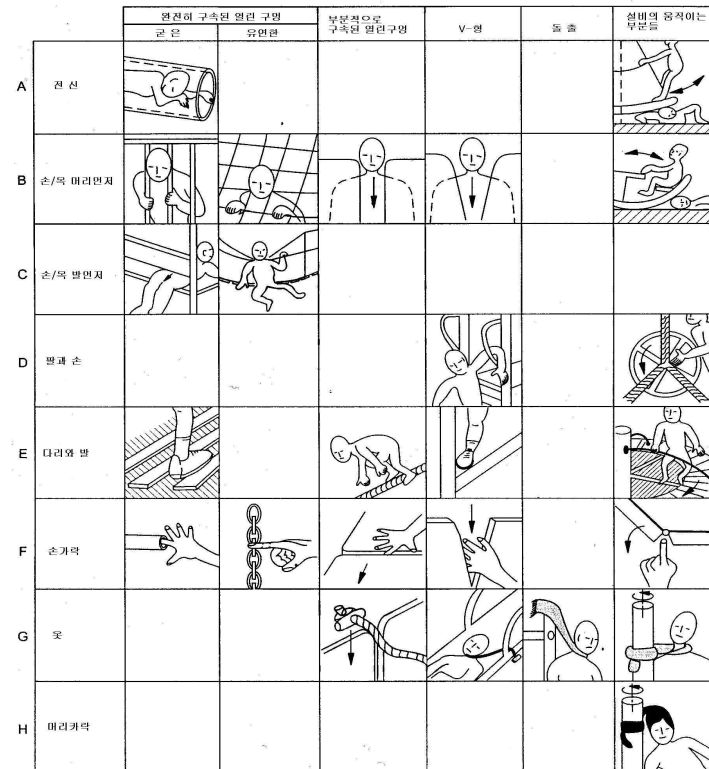 완전히 구속된 열린 구멍
굳은
유연한
부분적으로
구속된 열린구멍
V-형
돌출
설비의 움직이는
부분들
A
전신
B
손/목 머리먼저
C
손/목 발먼저
D
팔과 손
E
다리와 발
F
손가락
G
옷
H
머리카락